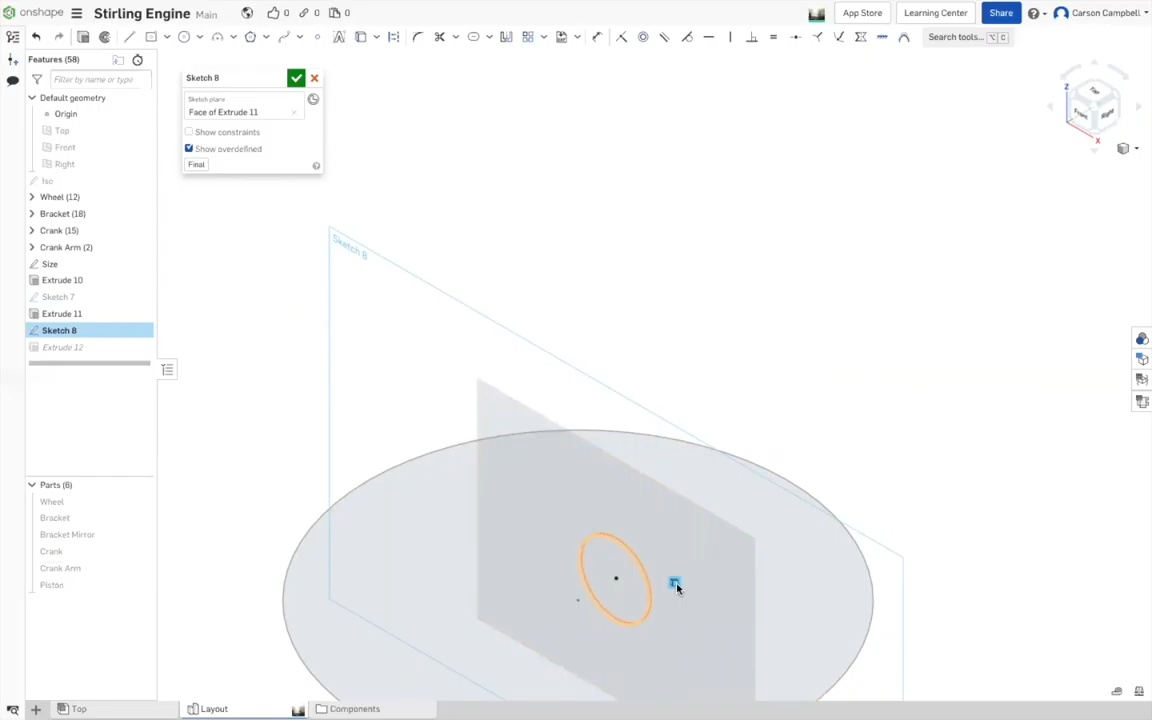 onshape Stirling Engine Main 0 0 0 App Store Learning Center Share Carson Campbell
Search tools... ⌥ C
Features (58)
Filter by name or type
Default geometry
Origin
Top
Front
Right
Iso
Wheel (12)
Bracket (18)
Crank (15)
Crank Arm (2)
Size
Extrude 10
Sketch 7
Extrude 11
Sketch 8
Extrude 12
Parts (6)
Wheel
Bracket
Bracket Mirror
Crank
Crank Arm
Piston
Sketch 8
Sketch plane
Face of Extrude 11
Show constraints
Show overdefined
Final
Sketch 8
Z
Top
Front
Right
X
Top
Layout
Components